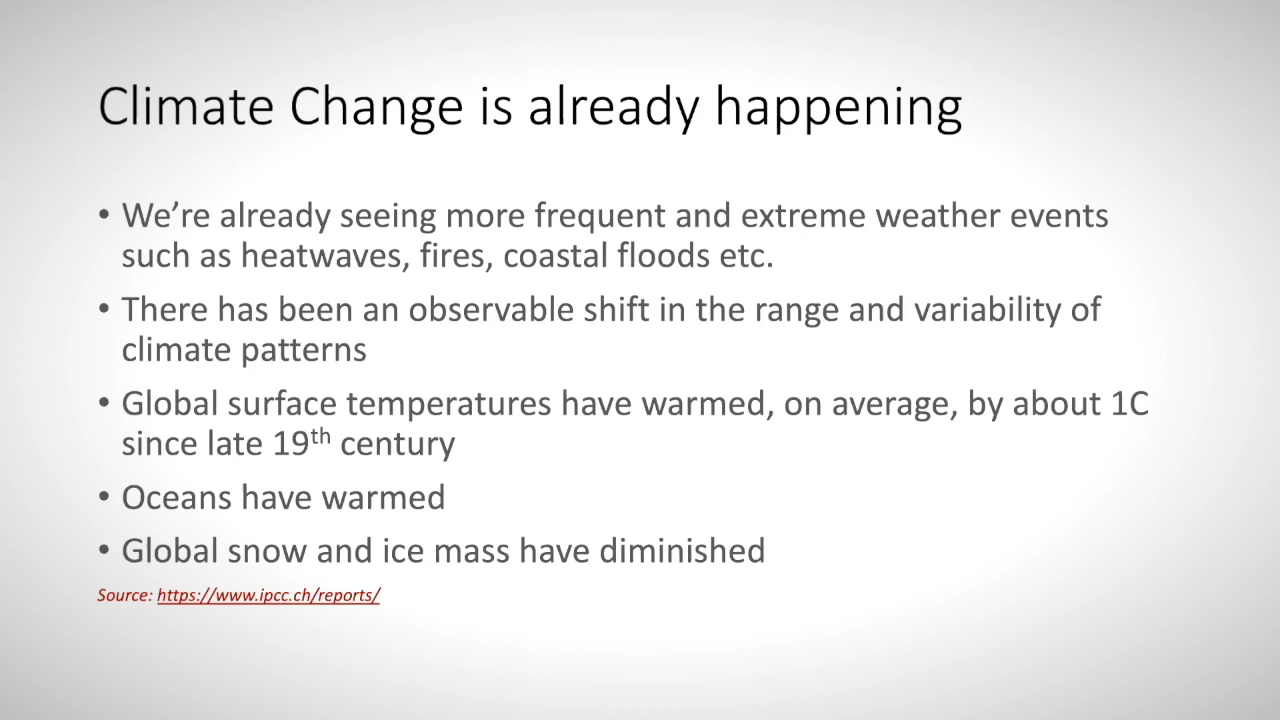 Climate Change is already happening
• We’re already seeing more frequent and extreme weather events
such as heatwaves, fires, coastal floods etc.
• There has been an observable shift in the range and variability of
climate patterns
• Global surface temperatures have warmed, on average, by about 1C
since late 19th century
• Oceans have warmed
• Global snow and ice mass have diminished
Source: https://www.ipcc.ch/reports/